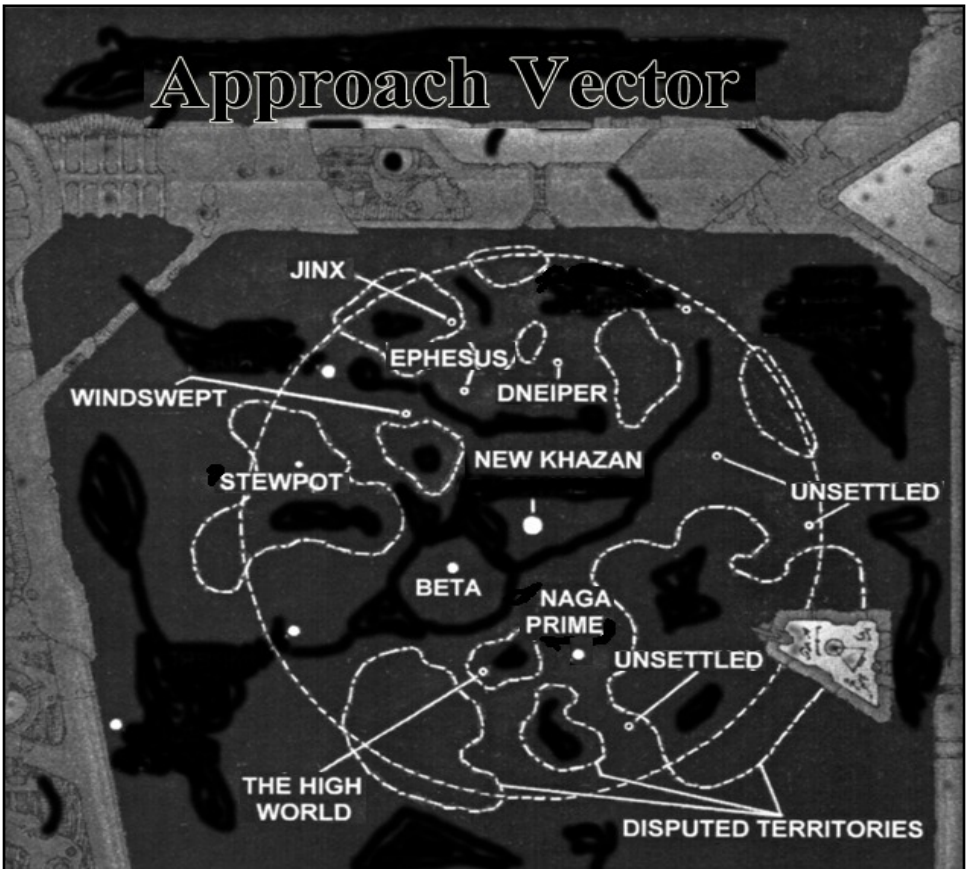 Approach Vector
JINX
EPHESUS
DNEIPER
WINDSWEPT
NEW KHAZAN
STEWPOT
UNSETTLED
BETA
NAGA
PRIME
UNSETTLED
THE HIGH
WORLD
DISPUTED TERRITORIES